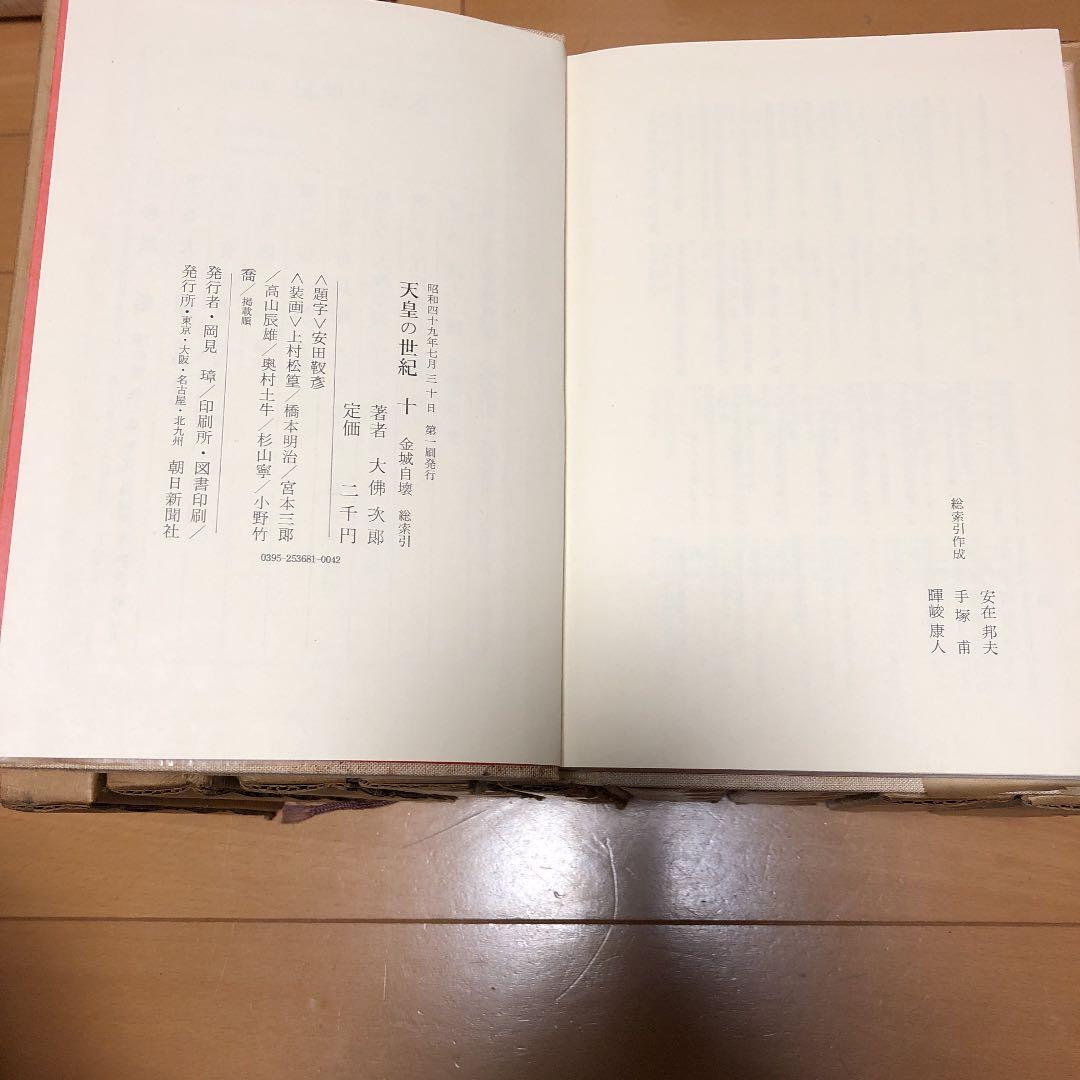 総索引作成
安在邦夫
手塚 甫
暉峻康人
昭和四十九年七月三十日 第一刷発行
天皇の世紀 十 金城自壊 総索引
著者 大佛次郎
定価 二千円
<題字>安田靫彦
<装画>上村松篁/橋本明治/宮本三郎
/高山辰雄/奥村土牛/杉山寧/小野竹
喬/掲載順
発行者・岡見 璋/印刷所・図書印刷/
発行所・東京・大阪・名古屋・北九州 朝日新聞社
0395-253681-0042